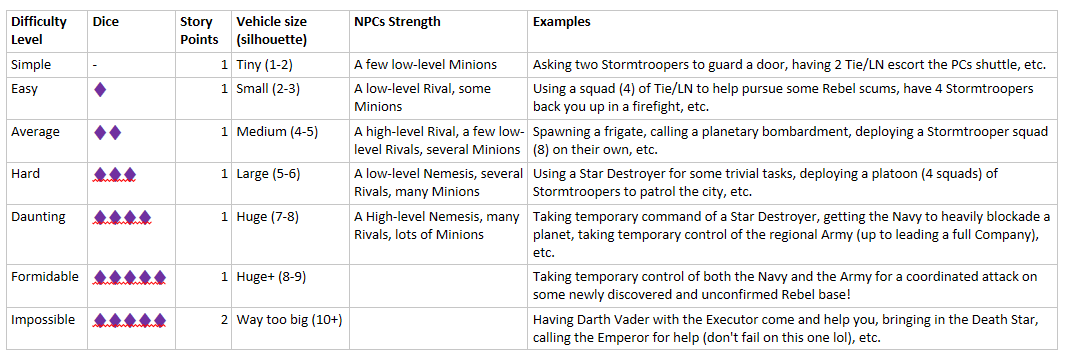 Difficulty Level | Dice | Story Points | Vehicle size (silhouette) | NPCs Strength | Examples
Simple | - | 1 | Tiny (1-2) | A few low-level Minions | Asking two Stormtroopers to guard a door, having 2 Tie/LN escort the PCs shuttle, etc.
Easy | ♦ | 1 | Small (2-3) | A low-level Rival, some Minions | Using a squad (4) of Tie/LN to help pursue some Rebel scums, have 4 Stormtroopers back you up in a firefight, etc.
Average | ♦♦ | 1 | Medium (4-5) | A high-level Rival, a few low-level Rivals, several Minions | Spawning a frigate, calling a planetary bombardment, deploying a Stormtrooper squad (8) on their own, etc.
Hard | ♦♦♦ | 1 | Large (5-6) | A low-level Nemesis, several Rivals, many Minions | Using a Star Destroyer for some trivial tasks, deploying a platoon (4 squads) of Stormtroopers to patrol the city, etc.
Daunting | ♦♦♦♦ | 1 | Huge (7-8) | A High-level Nemesis, many Rivals, lots of Minions | Taking temporary command of a Star Destroyer, getting the Navy to heavily blockade a planet, taking temporary control of the regional Army (up to leading a full Company), etc.
Formidable | ♦♦♦♦♦ | 1 | Huge+ (8-9) | | Taking temporary control of both the Navy and the Army for a coordinated attack on some newly discovered and unconfirmed Rebel base!
Impossible | ♦♦♦♦♦ | 2 | Way too big (10+) | | Having Darth Vader with the Executor come and help you, bringing in the Death Star, calling the Emperor for help (don't fail on this one lol), etc.